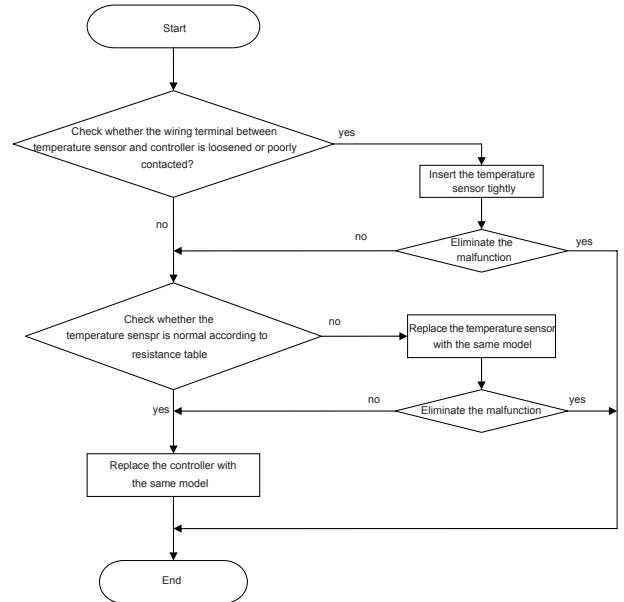 Start
Check whether the wiring terminal between
temperature sensor and controller is loosened or poorly
contacted?
yes
Insert the temperature
sensor tightly
no
no
Eliminate the
malfunction
yes
Check whether the
temperature senspr is normal according to
resistance table
no
Replace the temperature sensor
with the same model
yes
no
Eliminate the malfunction
yes
Replace the controller with
the same model
End